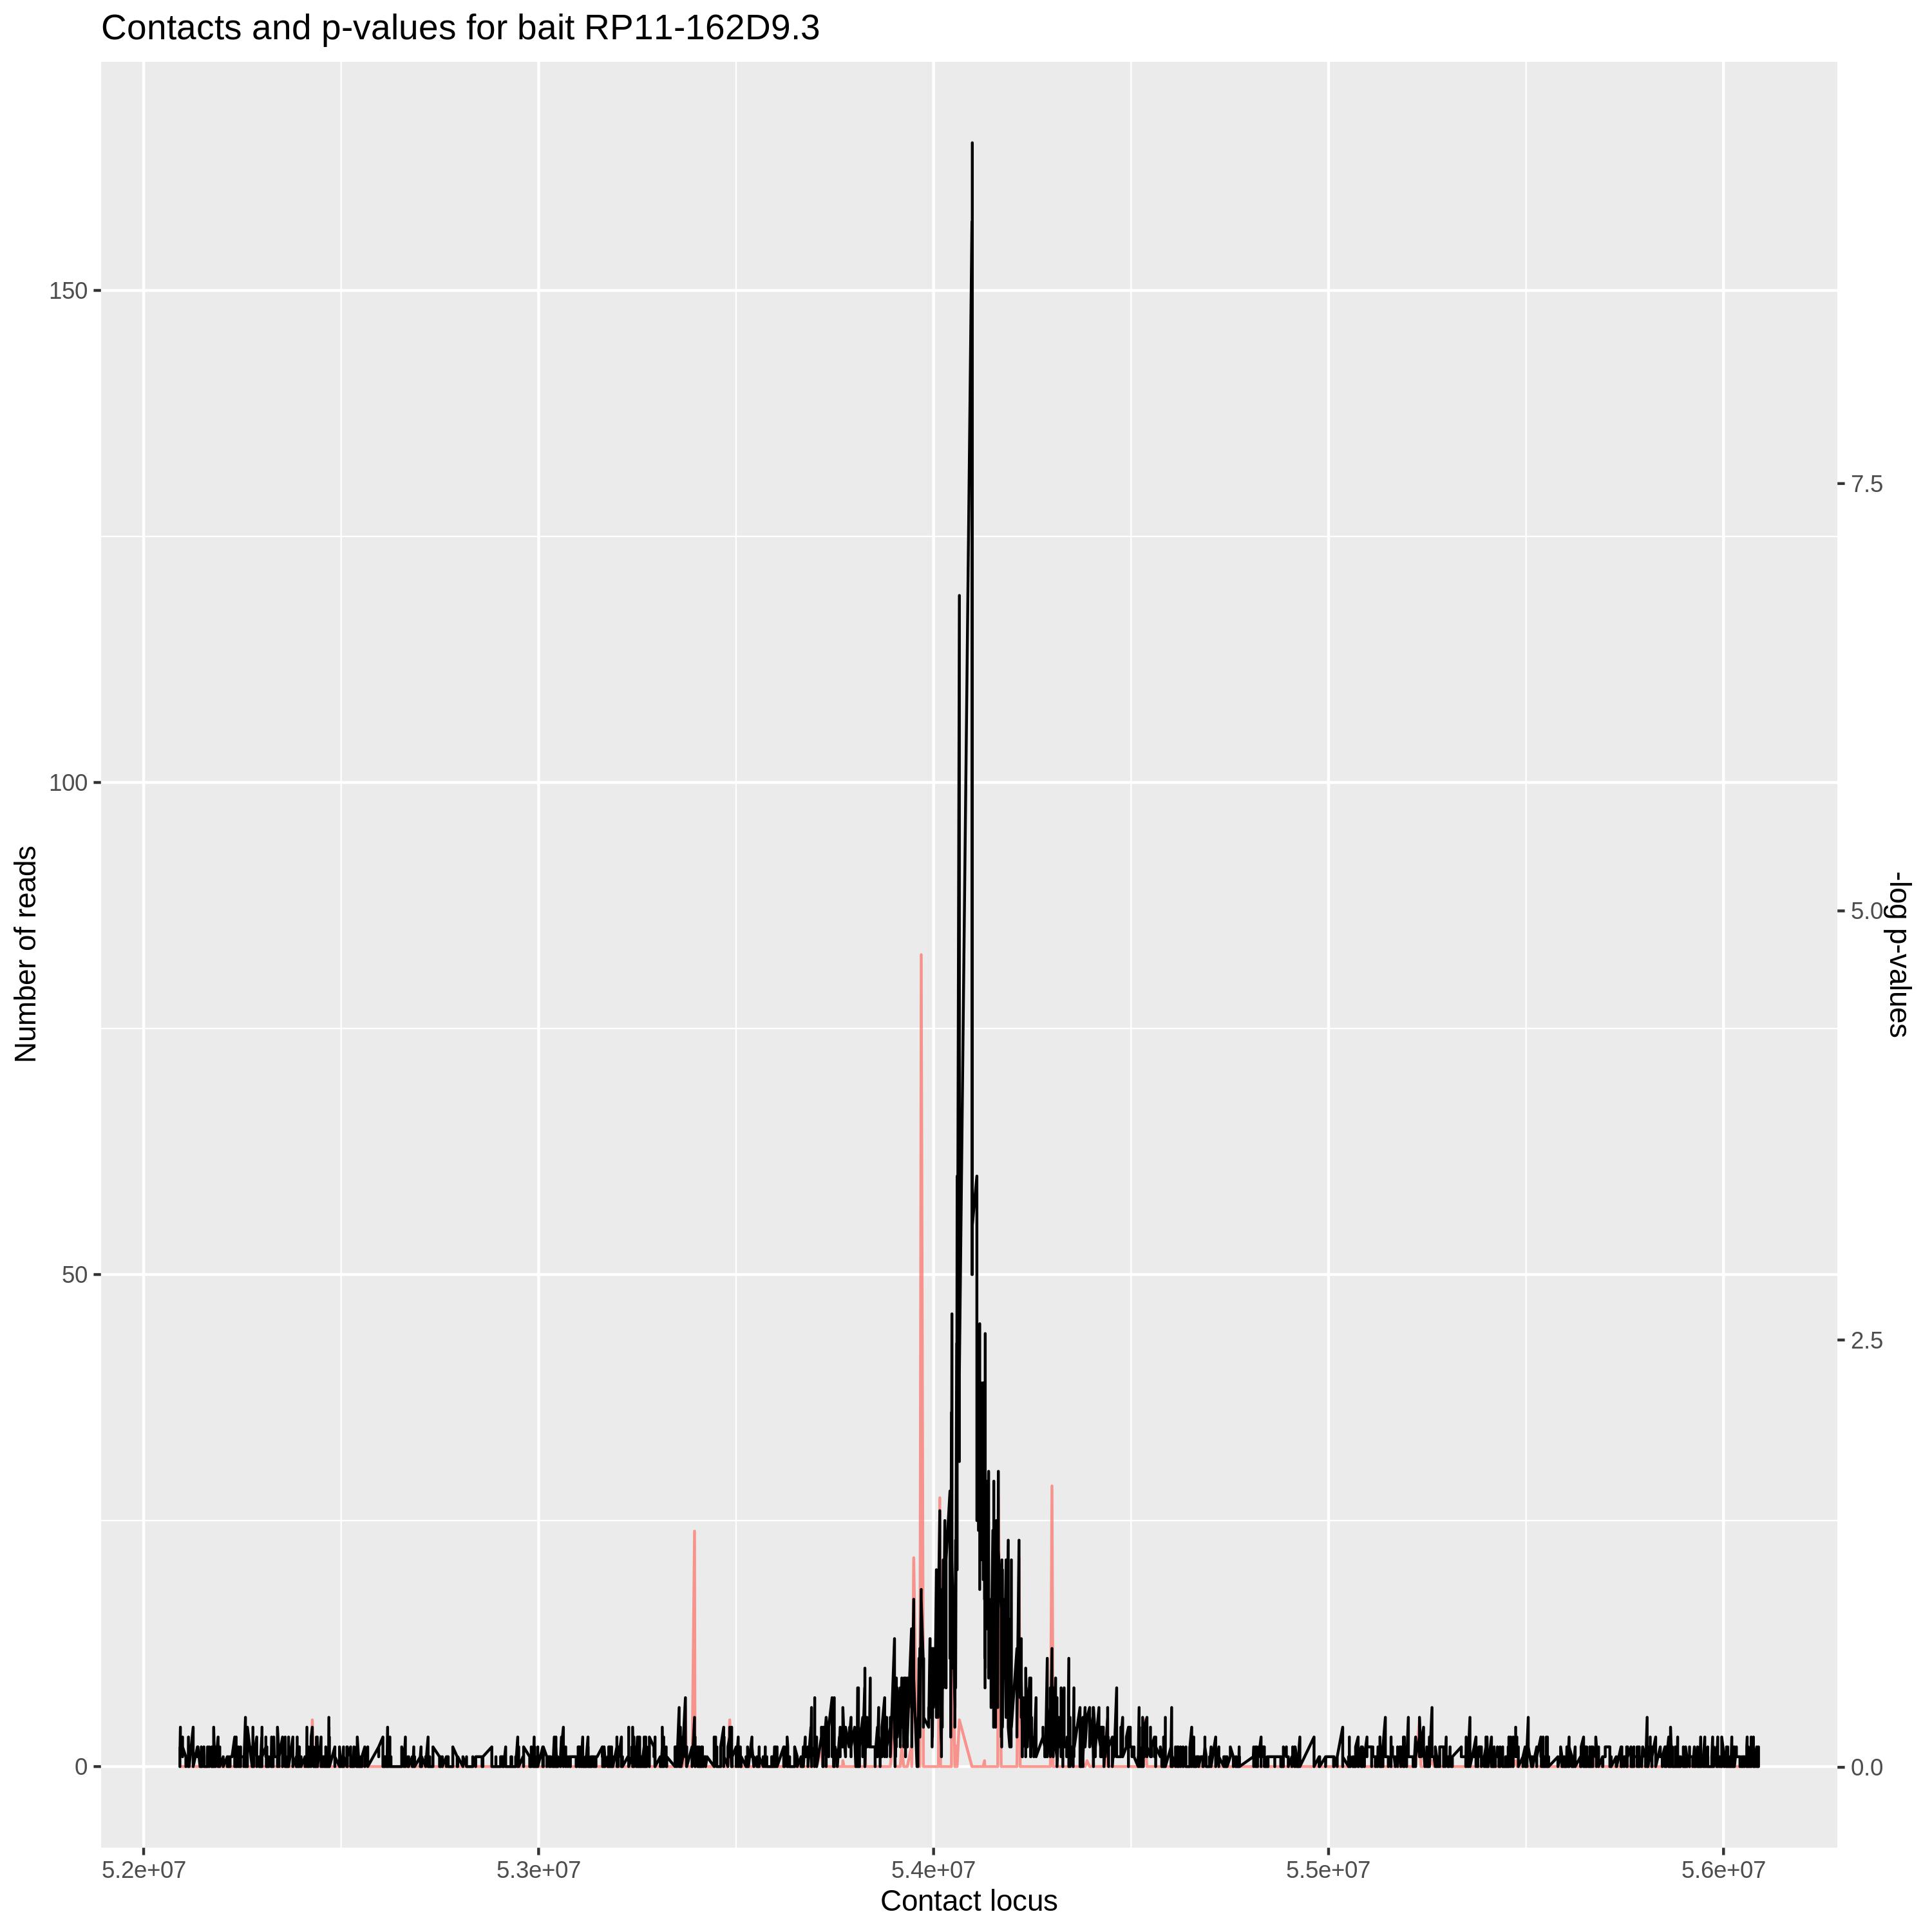 Contacts and p-values for bait RP11-162D9.3
150
100
50
0
Number of reads
7.5
5.0
2.5
0.0
-log p-values
5.2e+07
5.3e+07
5.4e+07
5.5e+07
5.6e+07
Contact locus